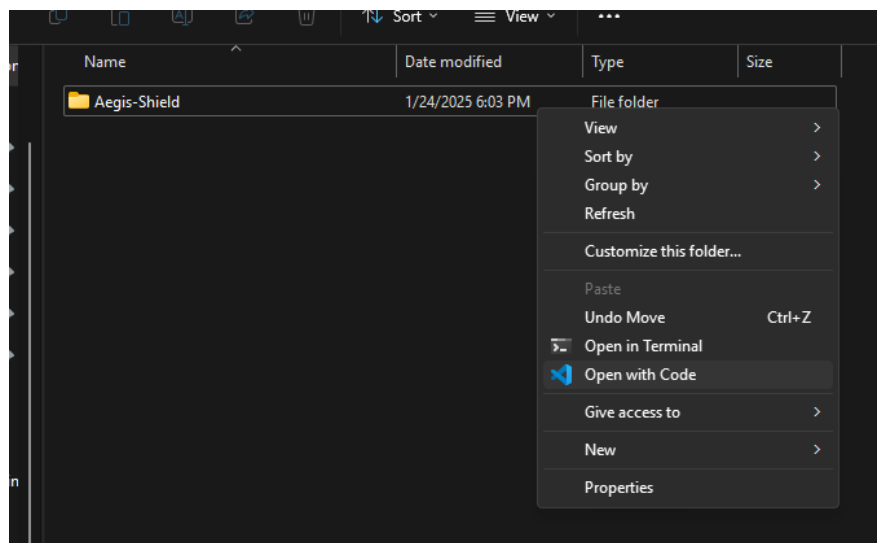 Sort
View
Name
Date modified
Type
Size
Aegis-Shield
1/24/2025 6:03 PM
File folder
View
Sort by
Group by
Refresh
Customize this folder...
Paste
Undo Move Ctrl+Z
Open in Terminal
Open with Code
Give access to
New
Properties